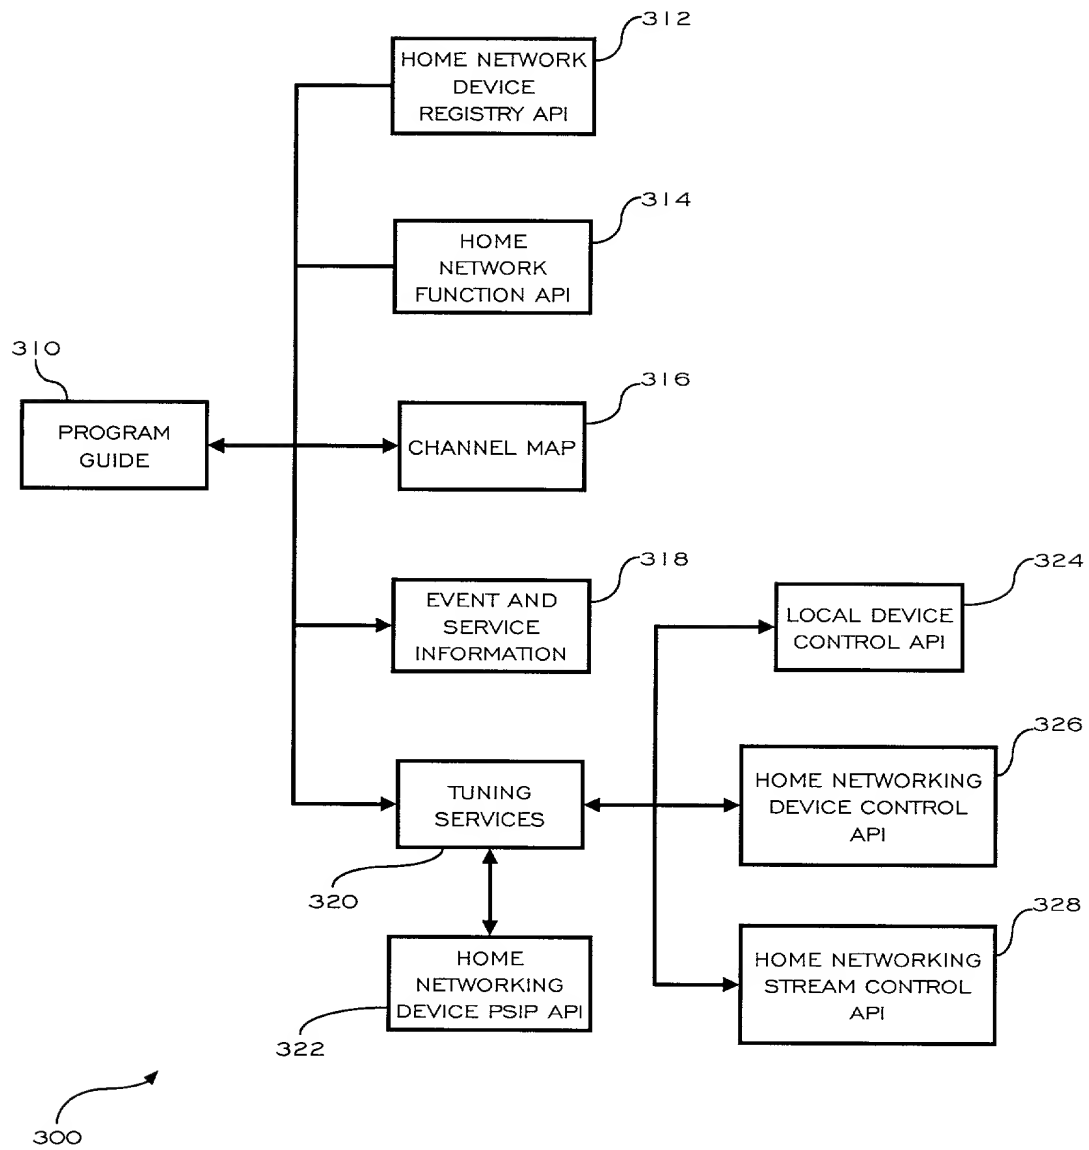 312
HOME NETWORK
DEVICE
REGISTRY API
314
HOME
NETWORK
FUNCTION API
310
PROGRAM
GUIDE
316
CHANNEL MAP
318
EVENT AND
SERVICE
INFORMATION
324
LOCAL DEVICE
CONTROL API
TUNING
SERVICES
320
326
HOME NETWORKING
DEVICE CONTROL
API
HOME
NETWORKING
DEVICE PSIP API
322
328
HOME NETWORKING
STREAM CONTROL
API
300